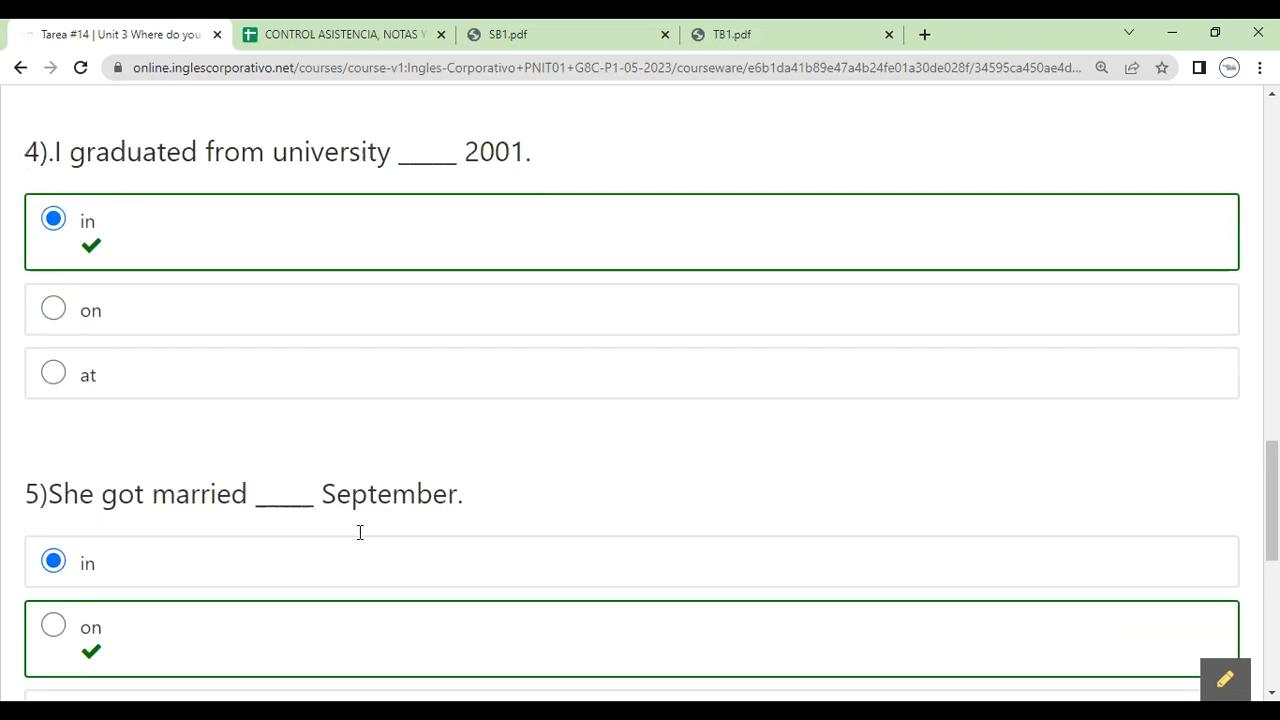 Tarea #14 | Unit 3 Where do you
CONTROL ASISTENCIA, NOTAS Y
SB1.pdf
TB1.pdf
online.inglescorporativo.net/courses/course-v1:Ingles-Corporativo+PNIT01+G8C-P1-05-2023/courseware/e6b1da41b89e47a4b24fe01a30de028f/34595ca450ae4d...
4).I graduated from university _____ 2001.
in
on
at
5)She got married _____ September.
in
on